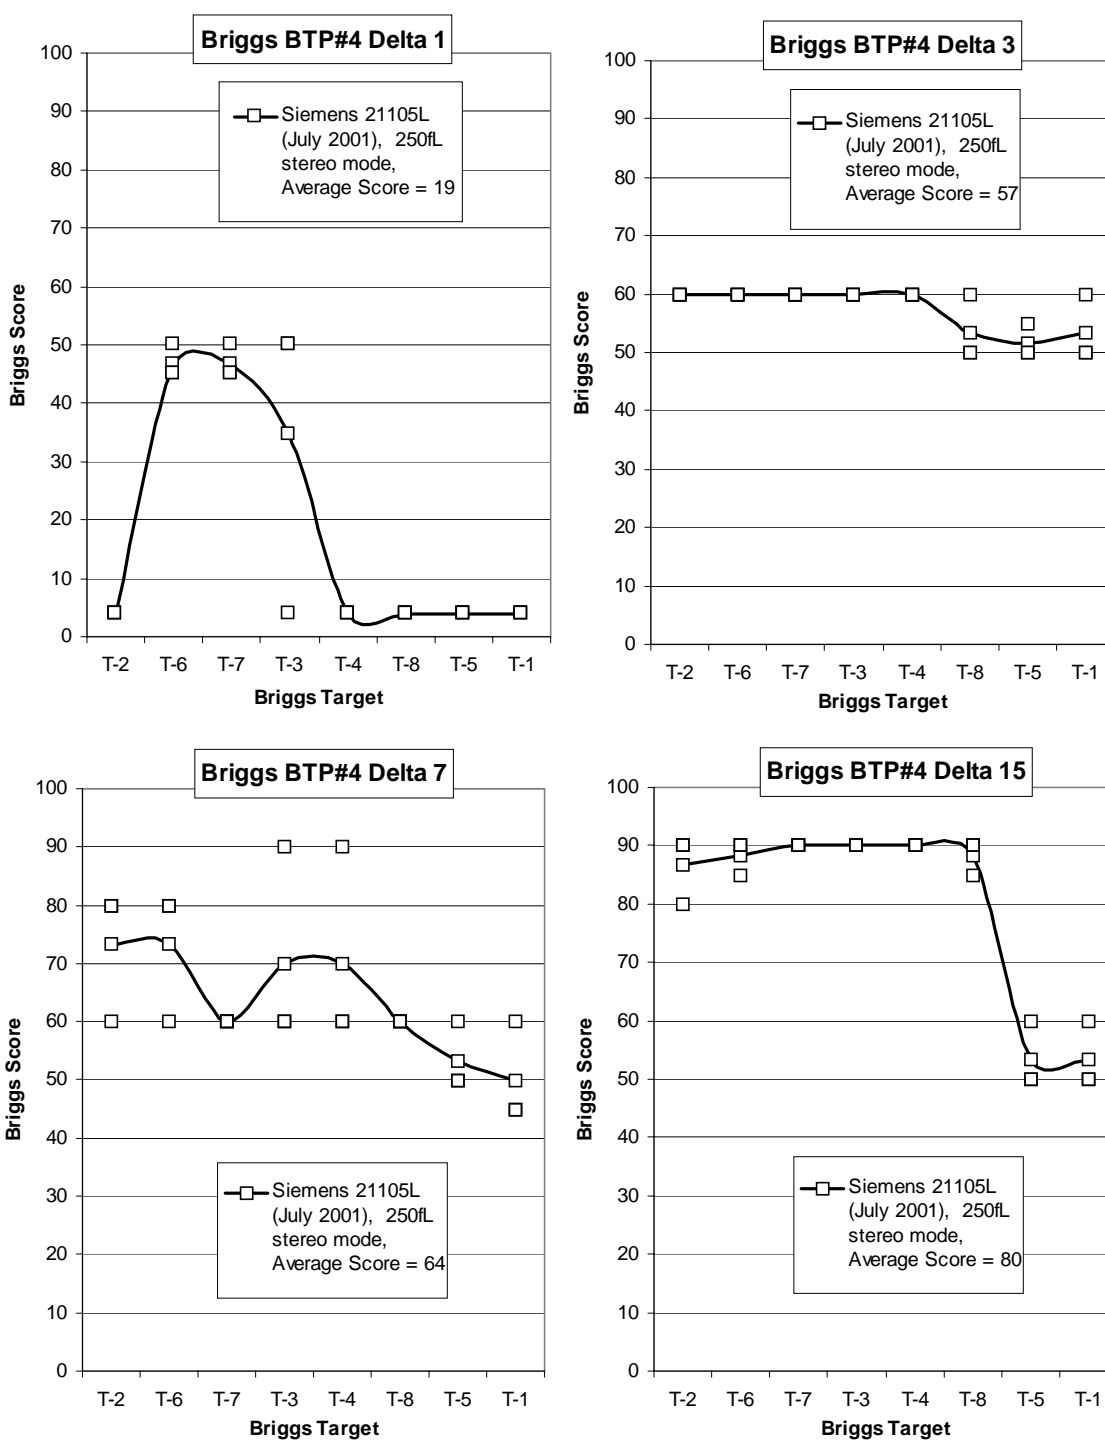 Briggs BTP#4 Delta 1
100
90
80
70
60
50
40
30
20
10
0
Briggs Score
Siemens 21105L
(July 2001), 250fL
stereo mode,
Average Score = 19
T-2 T-6 T-7 T-3 T-4 T-8 T-5 T-1
Briggs Target
Briggs BTP#4 Delta 3
100
90
80
70
60
50
40
30
20
10
0
Briggs Score
Siemens 21105L
(July 2001), 250fL
stereo mode,
Average Score = 57
T-2 T-6 T-7 T-3 T-4 T-8 T-5 T-1
Briggs Target
Briggs BTP#4 Delta 7
100
90
80
70
60
50
40
30
20
10
0
Briggs Score
Siemens 21105L
(July 2001), 250fL
stereo mode,
Average Score = 64
T-2 T-6 T-7 T-3 T-4 T-8 T-5 T-1
Briggs Target
Briggs BTP#4 Delta 15
100
90
80
70
60
50
40
30
20
10
0
Briggs Score
Siemens 21105L
(July 2001), 250fL
stereo mode,
Average Score = 80
T-2 T-6 T-7 T-3 T-4 T-8 T-5 T-1
Briggs Target